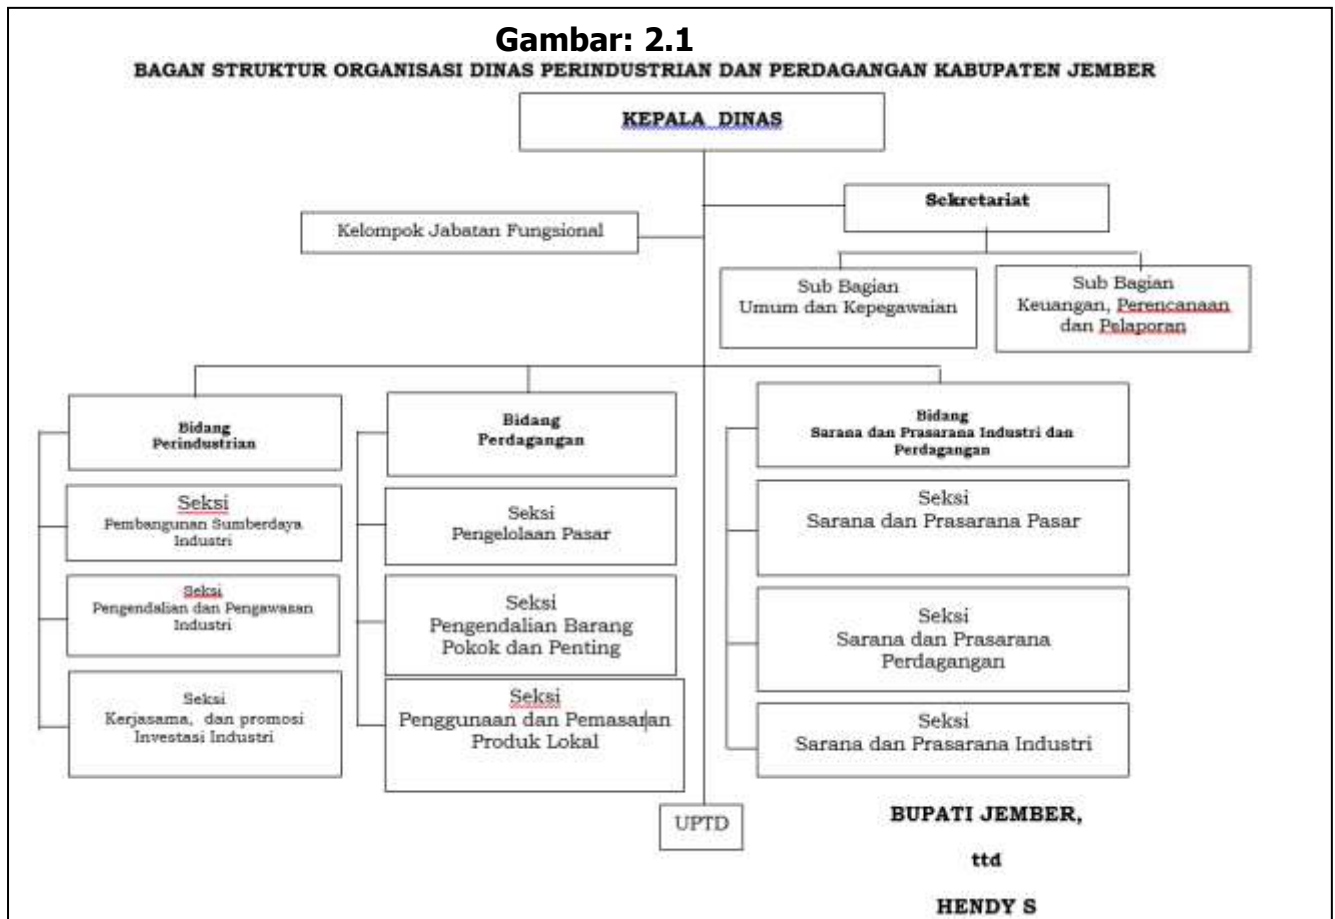 Gambar: 2.1
BAGAN STRUKTUR ORGANISASI DINAS PERINDUSTRIAN DAN PERDAGANGAN KABUPATEN JEMBER
KEPALA DINAS
Sekretariat
Kelompok Jabatan Fungsional
Sub Bagian
Umum dan Kepegawaian
Sub Bagian
Keuangan, Perencanaan
dan Pelaporan
Bidang
Perindustrian
Seksi
Pembangunan Sumberdaya
Industri
Seksi
Pengendalian dan Pengawasan
Industri
Seksi
Kerjasama, dan promosi
Investasi Industri
Bidang
Perdagangan
Seksi
Pengelolaan Pasar
Seksi
Pengendalian Barang
Pokok dan Penting
Seksi
Penggunaan dan Pemasaran
Produk Lokal
Bidang
Sarana dan Prasarana Industri dan
Perdagangan
Seksi
Sarana dan Prasarana Pasar
Seksi
Sarana dan Prasarana
Perdagangan
Seksi
Sarana dan Prasarana Industri
UPTD
BUPATI JEMBER,
ttd
HENDY S